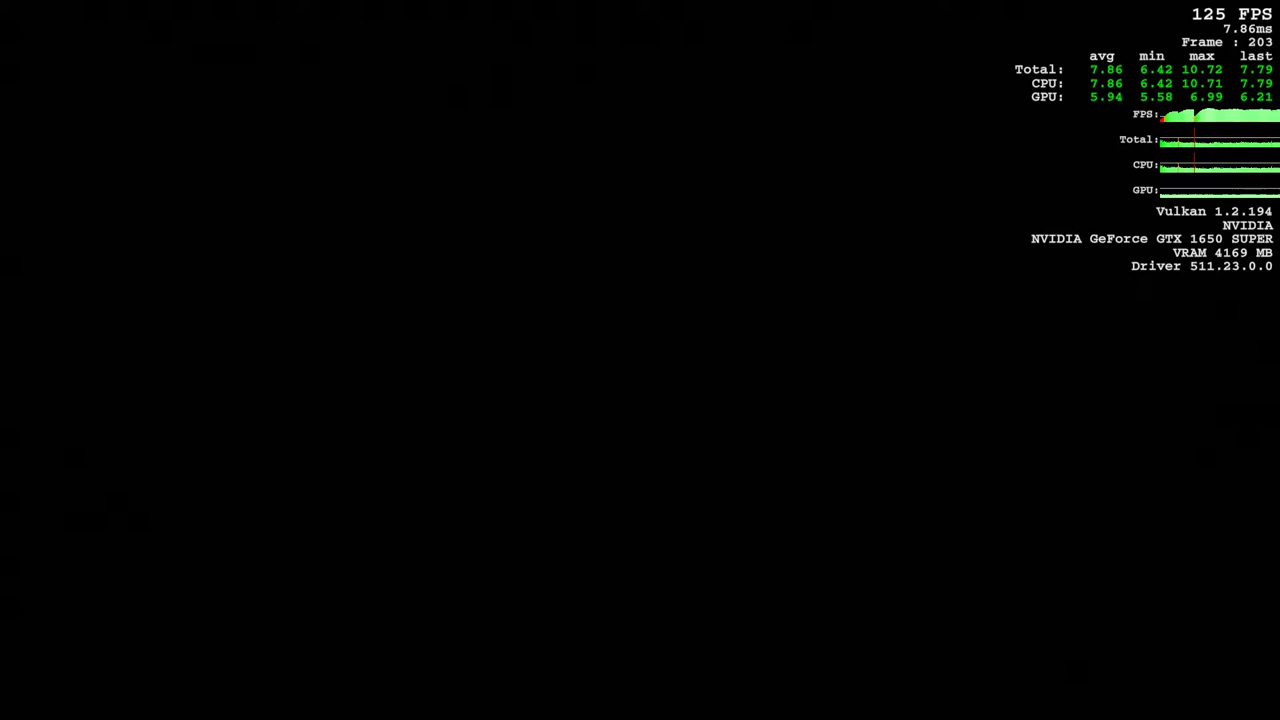 125 FPS
7.86ms
Frame : 203
avg min max last
Total: 7.86 6.42 10.72 7.79
CPU: 7.86 6.42 10.71 7.79
GPU: 5.94 5.58 6.99 6.21
FPS:
Total:
CPU:
GPU:
Vulkan 1.2.194
NVIDIA
NVIDIA GeForce GTX 1650 SUPER
VRAM 4169 MB
Driver 511.23.0.0